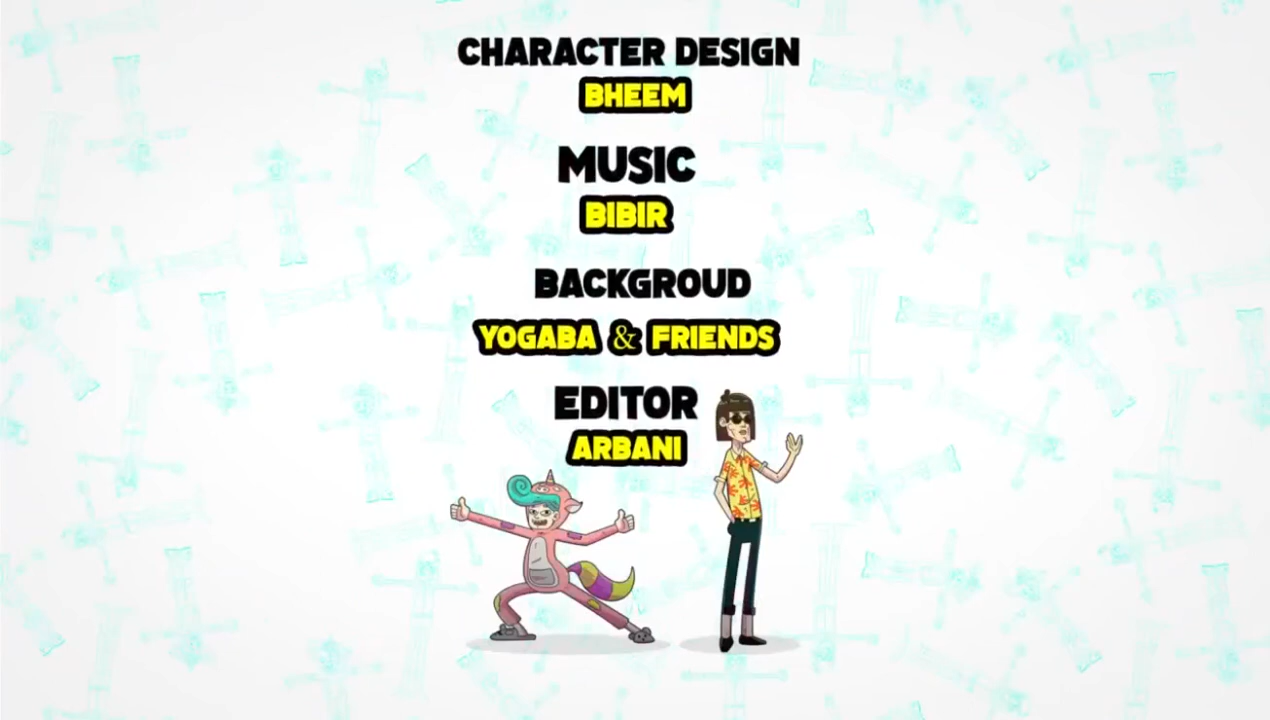 CHARACTER DESIGN
BHEEM
MUSIC
BIBIR
BACKGROUD
YOGABA & FRIENDS
EDITOR
ARBANI